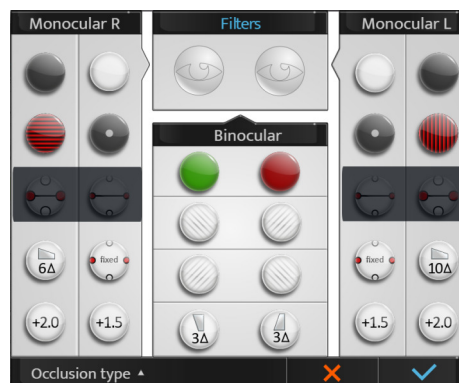 Monocular R
Filters
Monocular L
Binocular
6Δ
fixed
fixed
10Δ
+2.0
+1.5
3Δ
3Δ
+1.5
+2.0
Occlusion type